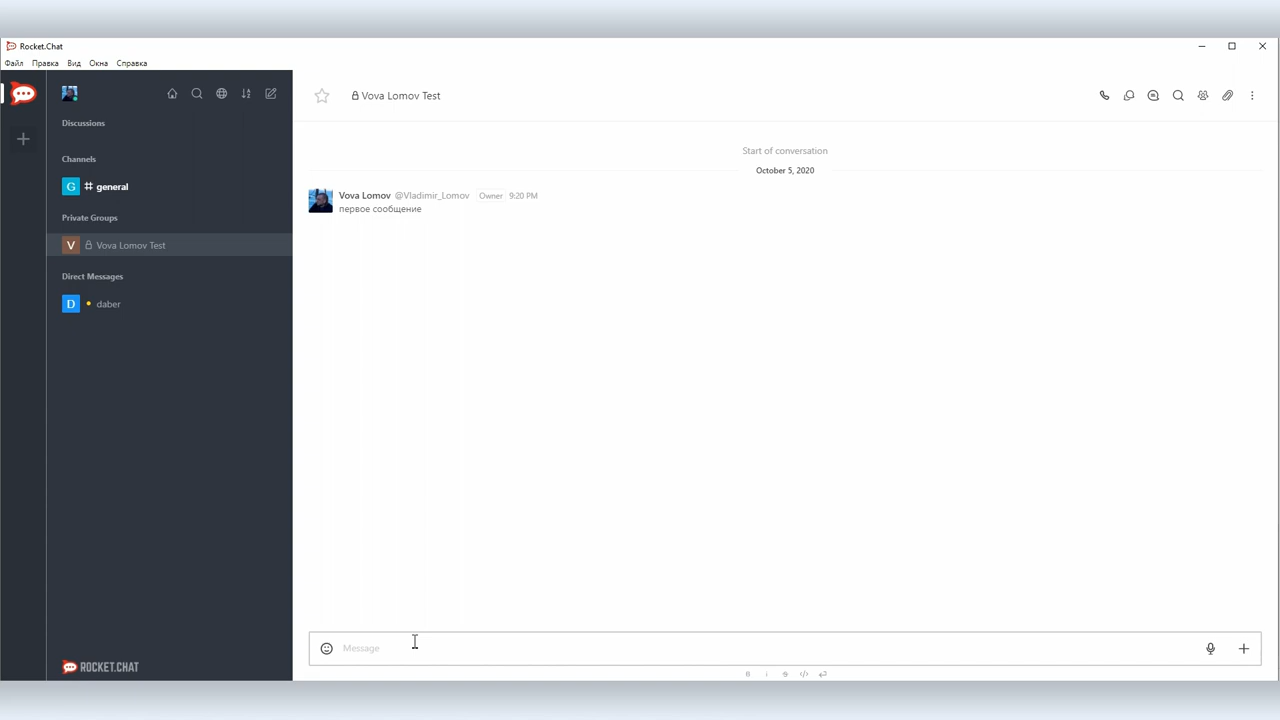 Rocket.Chat
Файл Правка Вид Окна Справка
Discussions
Channels
G general
Private Groups
V Vova Lomov Test
Direct Messages
D daber
ROCKET.CHAT
Vova Lomov Test
Start of conversation
October 5, 2020
Vova Lomov @Vladimir_Lomov Owner 9:20 PM
первое сообщение
Message
B i S </>